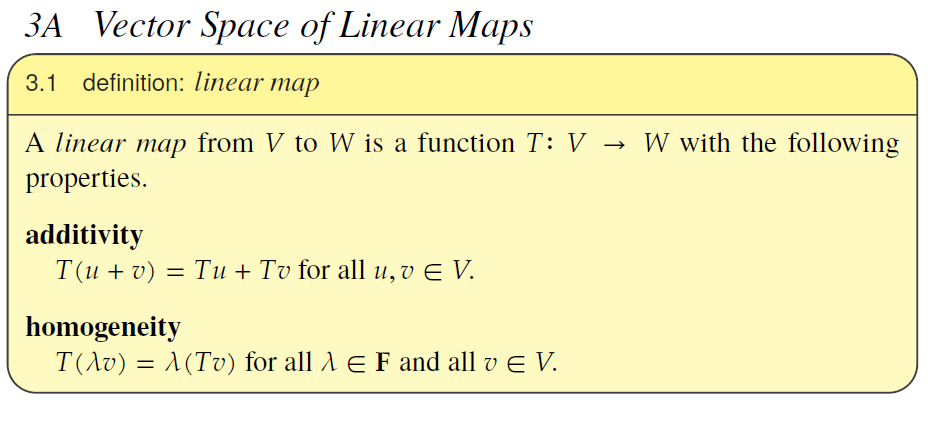 3A Vector Space of Linear Maps
3.1 definition: linear map
A linear map from V to W is a function T: V → W with the following
properties.
additivity
T(u + v) = Tu + Tv for all u, v ∈ V.
homogeneity
T(λv) = λ(Tv) for all λ ∈ F and all v ∈ V.